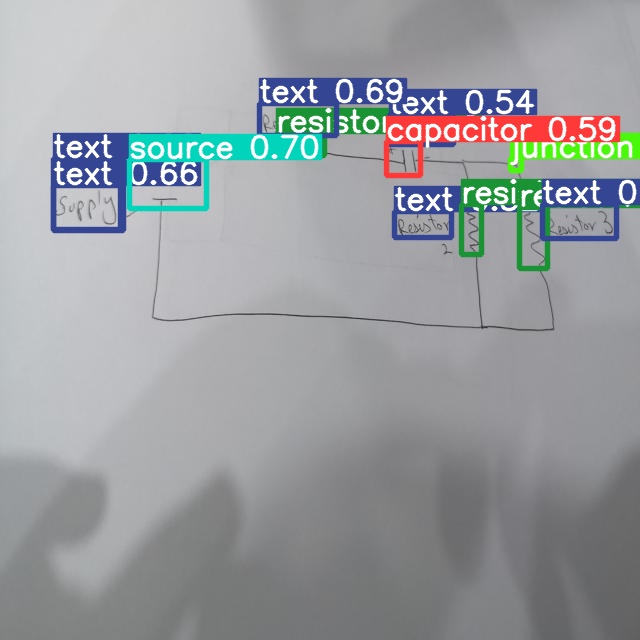 text 0.69
text 0.54
resistor
capacitor 0.59
text
source 0.70
junction
text 0.66
text
resi
re
text 0
Supply
Resistor
2
Resistor 3